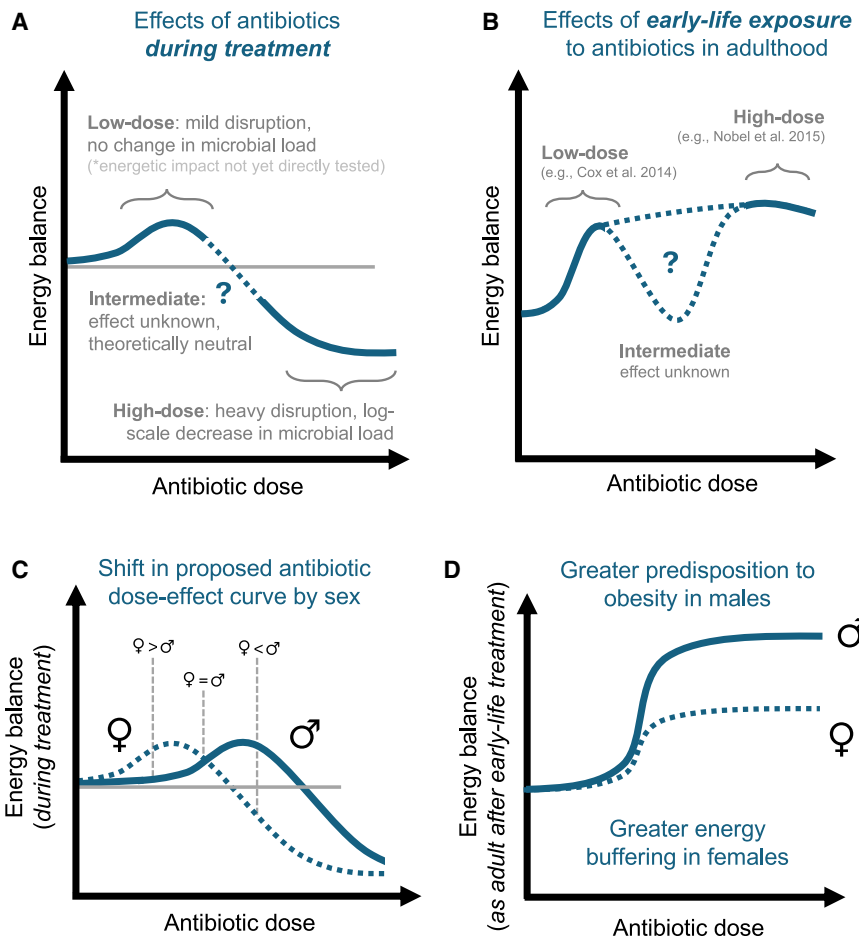 A
Effects of antibiotics
during treatment
Energy balance
Low-dose: mild disruption,
no change in microbial load
(*energetic impact not yet directly tested)
?
Intermediate:
effect unknown,
theoretically neutral
High-dose: heavy disruption, log-
scale decrease in microbial load
Antibiotic dose
B
Effects of early-life exposure
to antibiotics in adulthood
Energy balance
High-dose
(e.g., Nobel et al. 2015)
Low-dose
(e.g., Cox et al. 2014)
?
Intermediate
effect unknown
Antibiotic dose
C
Shift in proposed antibiotic
dose-effect curve by sex
Energy balance
(during treatment)
♀>♂
♀=♂
♀<♂
♀
♂
Antibiotic dose
D
Greater predisposition to
obesity in males
Energy balance
(as adult after early-life treatment)
♂
♀
Greater energy
buffering in females
Antibiotic dose